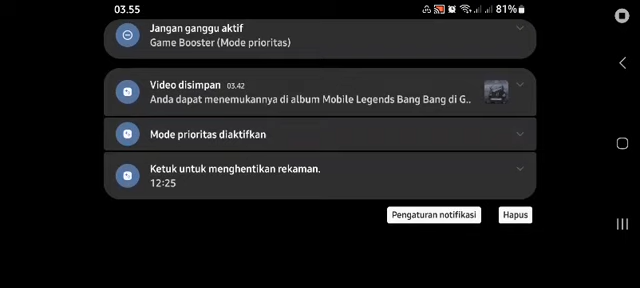 03.55
81%
Jangan ganggu aktif
Game Booster (Mode prioritas)
Video disimpan 03.42
Anda dapat menemukannya di album Mobile Legends Bang Bang di G..
Mode prioritas diaktifkan
Ketuk untuk menghentikan rekaman.
12:25
Pengaturan notifikasi
Hapus